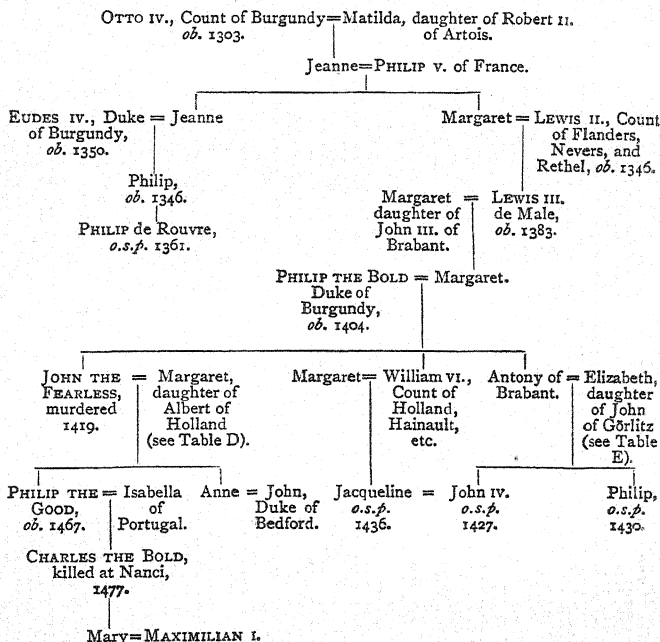 OTTO IV., Count of Burgundy=Matilda, daughter of Robert II.
ob. 1303. of Artois.
Jeanne=PHILIP V. of France.
EUDES IV., Duke = Jeanne
of Burgundy,
ob. 1350.
Margaret = LEWIS II., Count
of Flanders,
Nevers, and
Rethel, ob. 1346.
Philip,
ob. 1346.
PHILIP de Rouvre,
o.s.p. 1361.
Margaret = LEWIS III.
daughter of de Male,
John III. of ob. 1383.
Brabant.
PHILIP THE BOLD = Margaret.
Duke of
Burgundy,
ob. 1404.
JOHN THE = Margaret,
FEARLESS, daughter of
murdered Albert of
1419. Holland
(see Table D).
Margaret= William VI.,
Count of
Holland,
Hainault,
etc.
Antony of = Elizabeth,
Brabant. daughter
of John
of Görlitz
(see Table
E).
PHILIP THE = Isabella
GOOD, of
ob. 1467. Portugal.
Anne = John,
Duke of
Bedford.
Jacqueline = John IV.
o.s.p. o.s.p.
1436. 1427.
Philip,
o.s.p.
1430.
CHARLES THE BOLD,
killed at Nanci,
1477.
Mary=MAXIMILIAN I.